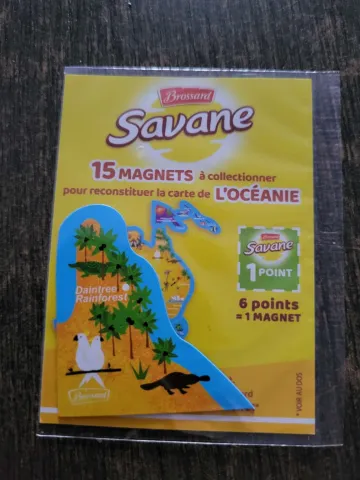 Brossard
Savane
15 MAGNETS à collectionner
pour reconstituer la carte de L'OCÉANIE
Brossard
Savane
1 POINT
6 points
= 1 MAGNET
Daintree
Rainforest
Brossard
* VOIR AU DOS